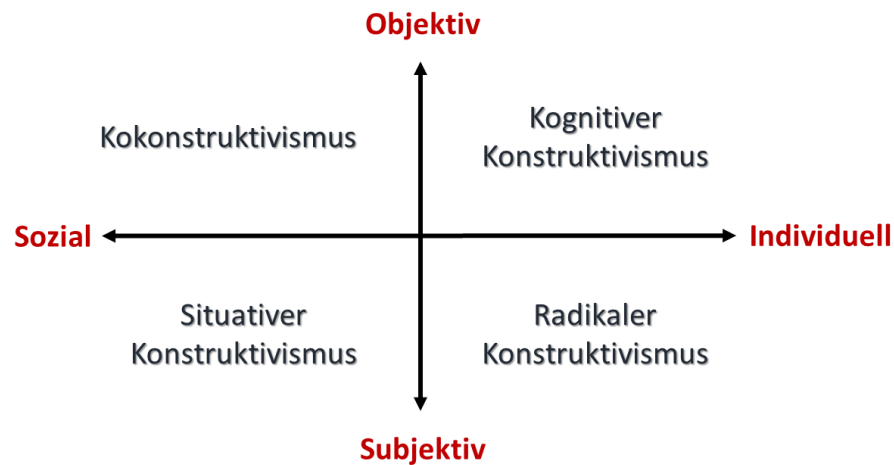 Objektiv
Kokonstruktivismus
Kognitiver
Konstruktivismus
Sozial
Individuell
Situativer
Konstruktivismus
Radikaler
Konstruktivismus
Subjektiv